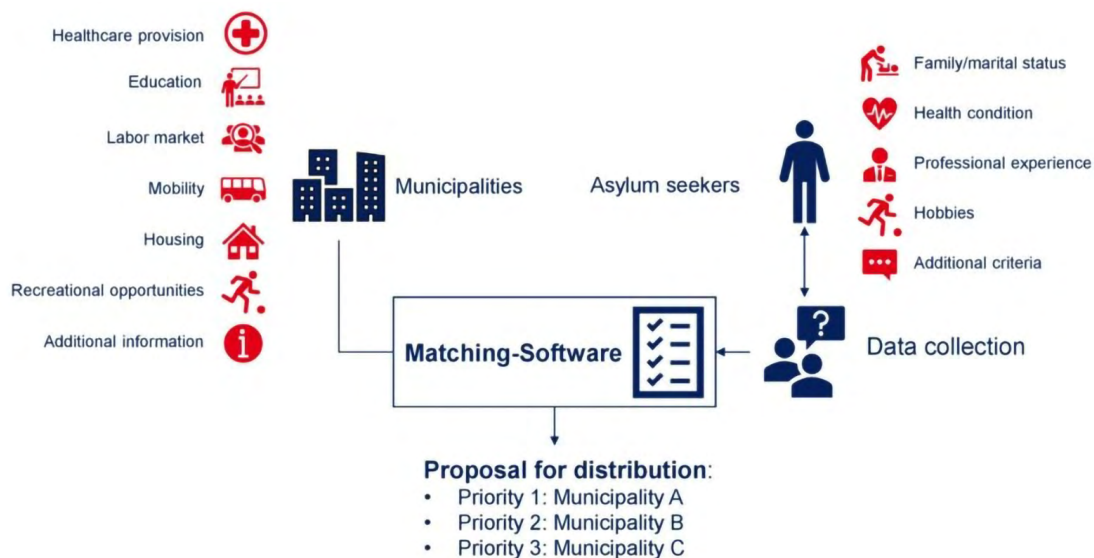 Healthcare provision
Education
Labor market
Mobility
Housing
Recreational opportunities
Additional information
Municipalities
Asylum seekers
Family/marital status
Health condition
Professional experience
Hobbies
Additional criteria
?
Data collection
Matching-Software
Proposal for distribution:
• Priority 1: Municipality A
• Priority 2: Municipality B
• Priority 3: Municipality C